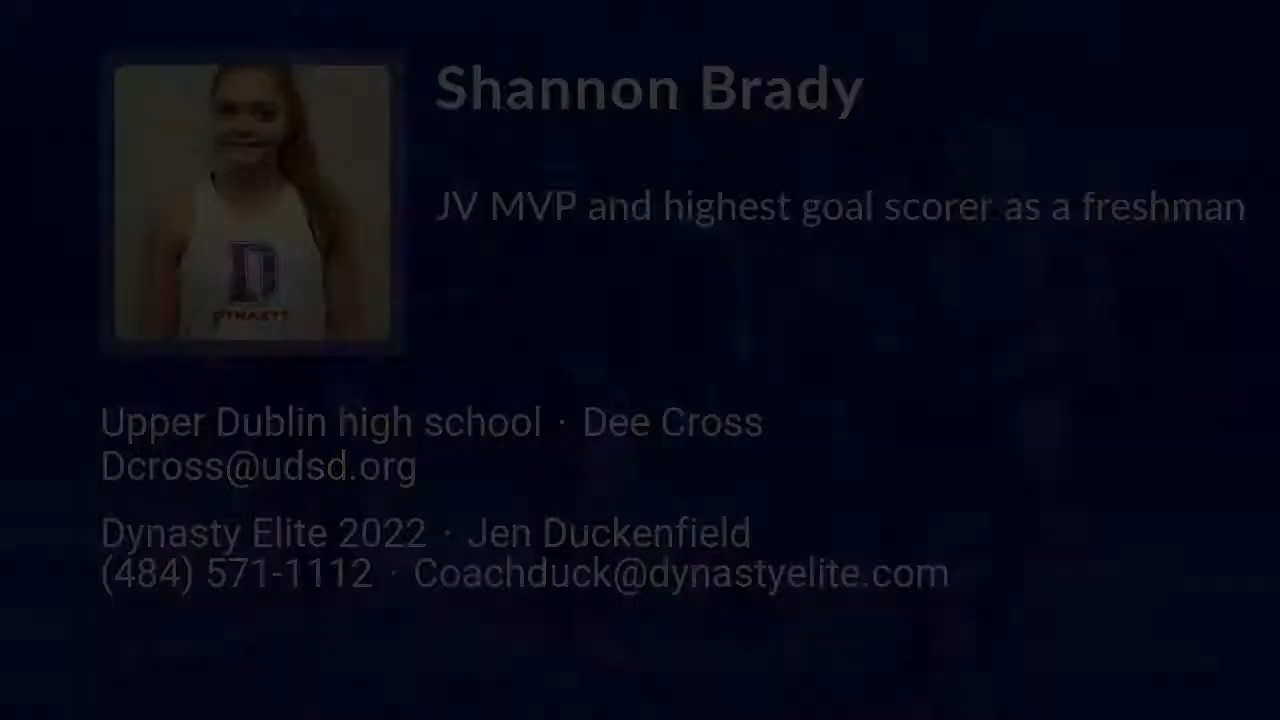 Shannon Brady
JV MVP and highest goal scorer as a freshman
D
DYNASTY
Upper Dublin high school · Dee Cross
Dcross@udsd.org
Dynasty Elite 2022 · Jen Duckenfield
(484) 571-1112 · Coachduck@dynastyelite.com